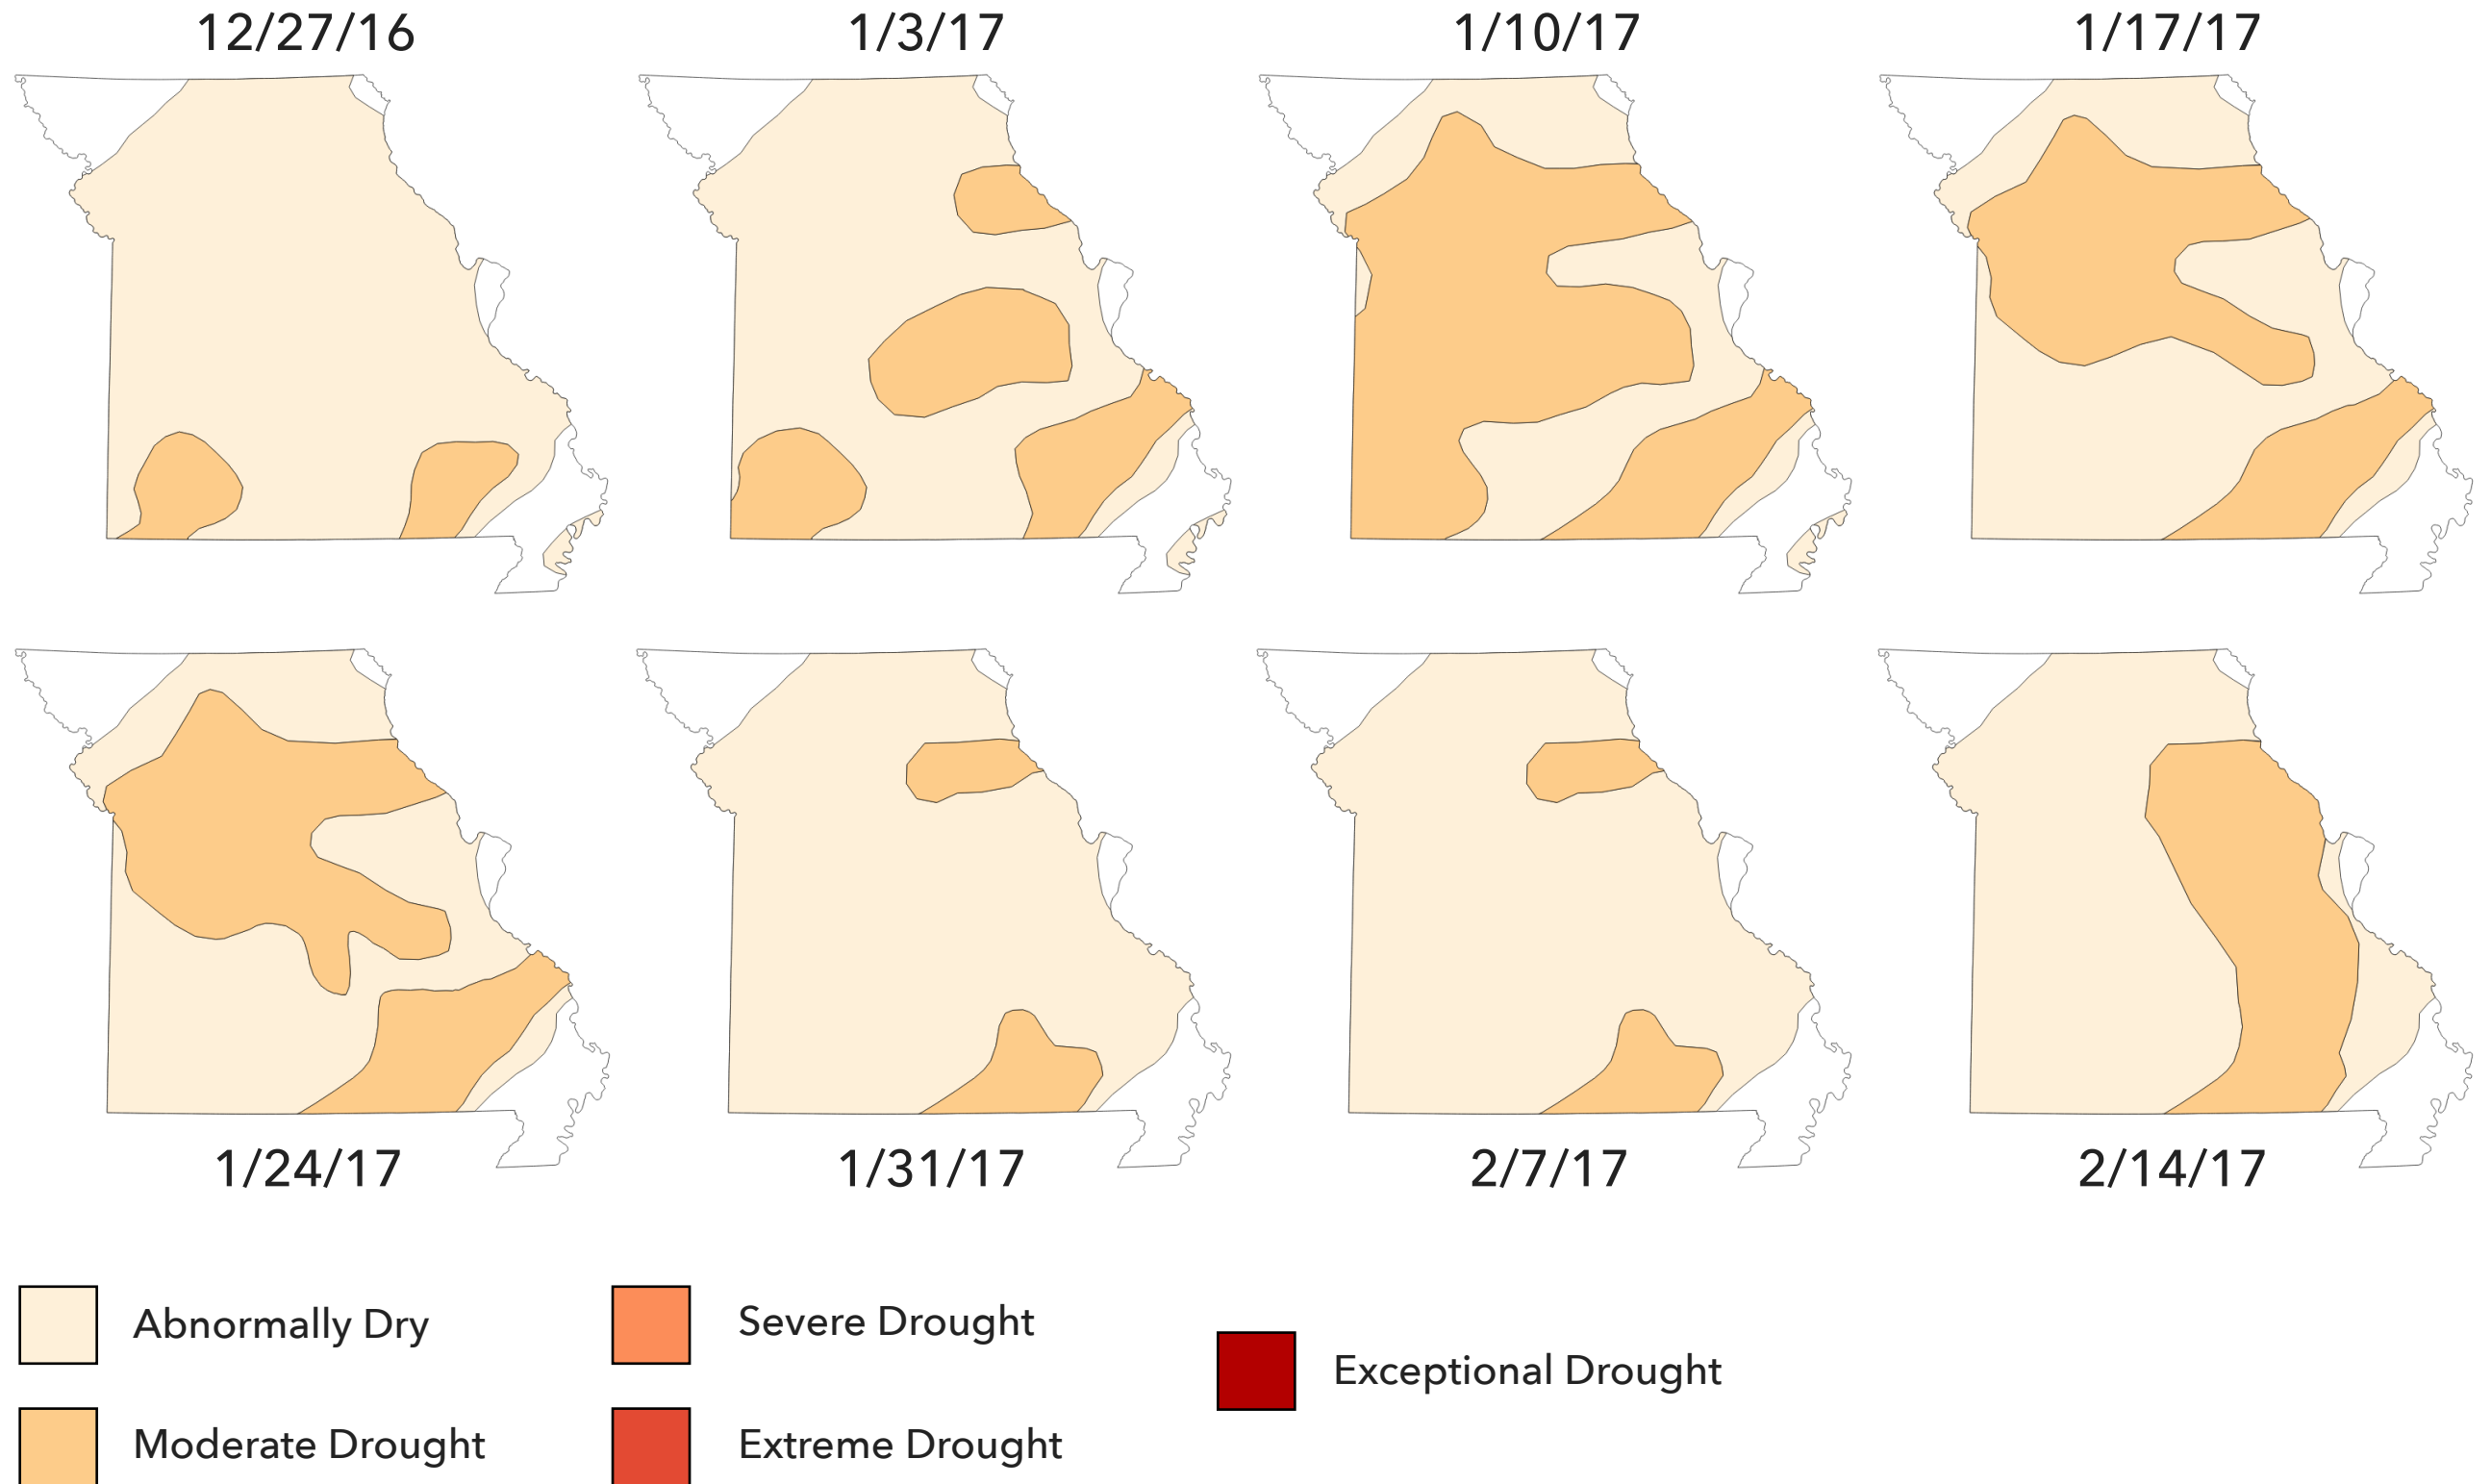 12/27/16
1/3/17
1/10/17
1/17/17
1/24/17
1/31/17
2/7/17
2/14/17
Abnormally Dry
Severe Drought
Exceptional Drought
Moderate Drought
Extreme Drought